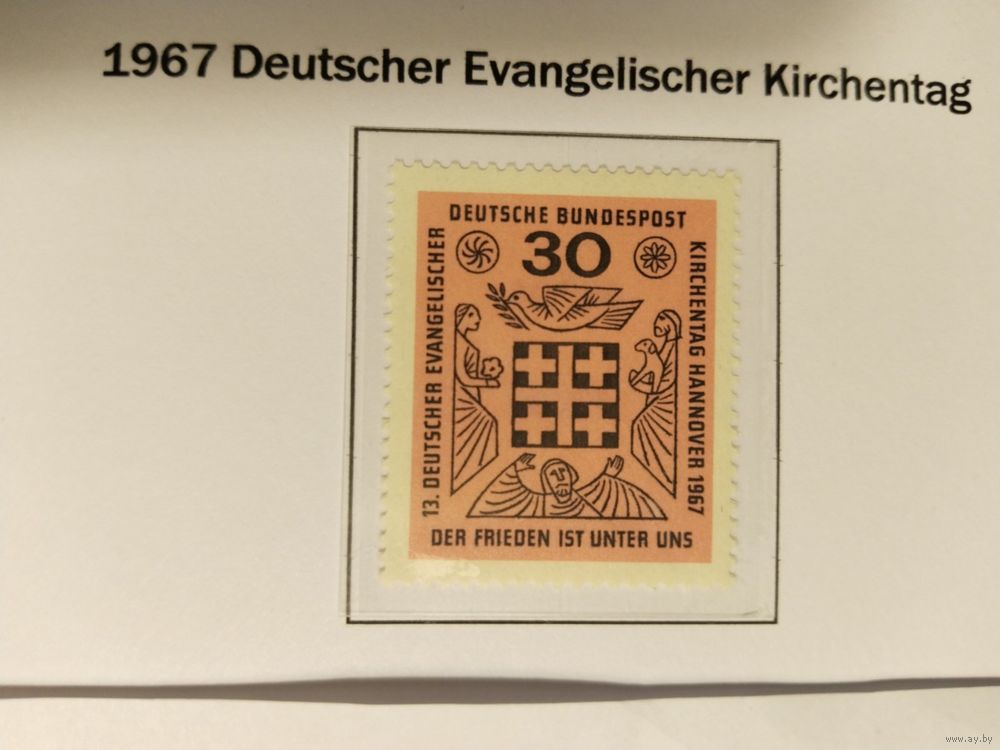 1967 Deutscher Evangelischer Kirchentag
DEUTSCHE BUNDESPOST
30
13. DEUTSCHER EVANGELISCHER
KIRCHENTAG HANNOVER 1967
DER FRIEDEN IST UNTER UNS
www.ay.by